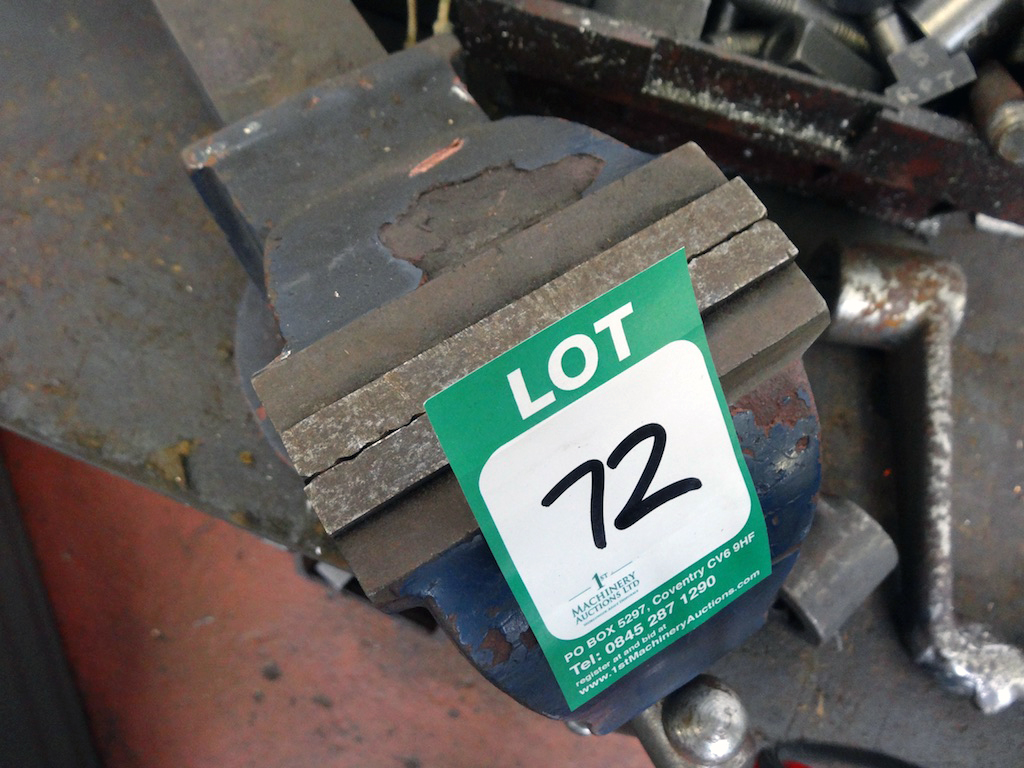 LOT
72
1ST
MACHINERY
AUCTIONS LTD
PO BOX 5297, Coventry CV6 9HF
Tel: 0845 287 1290
register at and bid at
www.1stMachineryAuctions.com